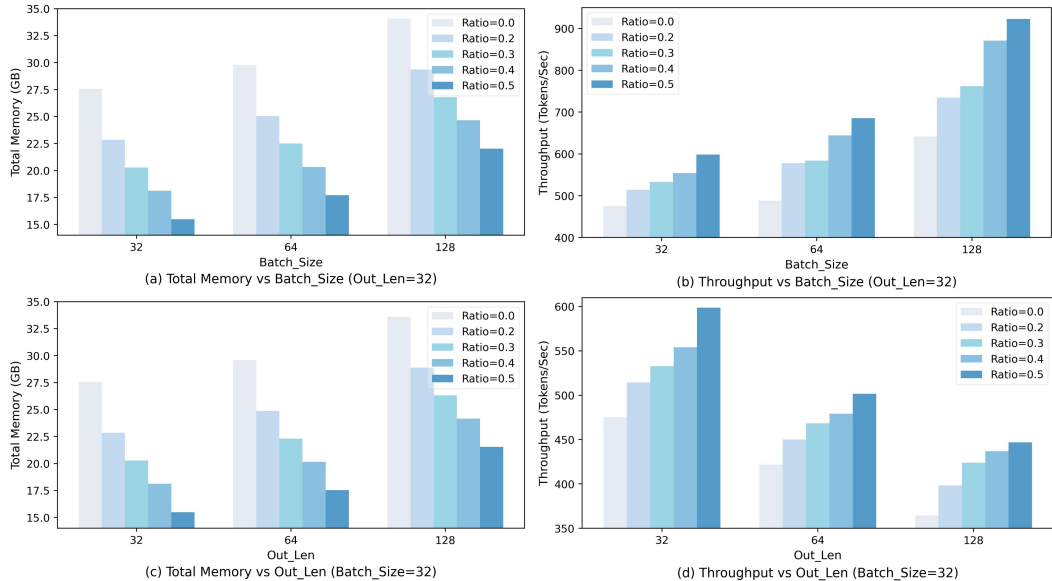 35.0
32.5
30.0
27.5
25.0
22.5
20.0
17.5
15.0
Total Memory (GB)
Ratio=0.0
Ratio=0.2
Ratio=0.3
Ratio=0.4
Ratio=0.5
32 64 128
Batch_Size
(a) Total Memory vs Batch_Size (Out_Len=32)
900
800
700
600
500
400
Throughput (Tokens/Sec)
Ratio=0.0
Ratio=0.2
Ratio=0.3
Ratio=0.4
Ratio=0.5
32 64 128
Batch_Size
(b) Throughput vs Batch_Size (Out_Len=32)
35.0
32.5
30.0
27.5
25.0
22.5
20.0
17.5
15.0
Total Memory (GB)
Ratio=0.0
Ratio=0.2
Ratio=0.3
Ratio=0.4
Ratio=0.5
32 64 128
Out_Len
(c) Total Memory vs Out_Len (Batch_Size=32)
600
550
500
450
400
350
Throughput (Tokens/Sec)
Ratio=0.0
Ratio=0.2
Ratio=0.3
Ratio=0.4
Ratio=0.5
32 64 128
Out_Len
(d) Throughput vs Out_Len (Batch_Size=32)